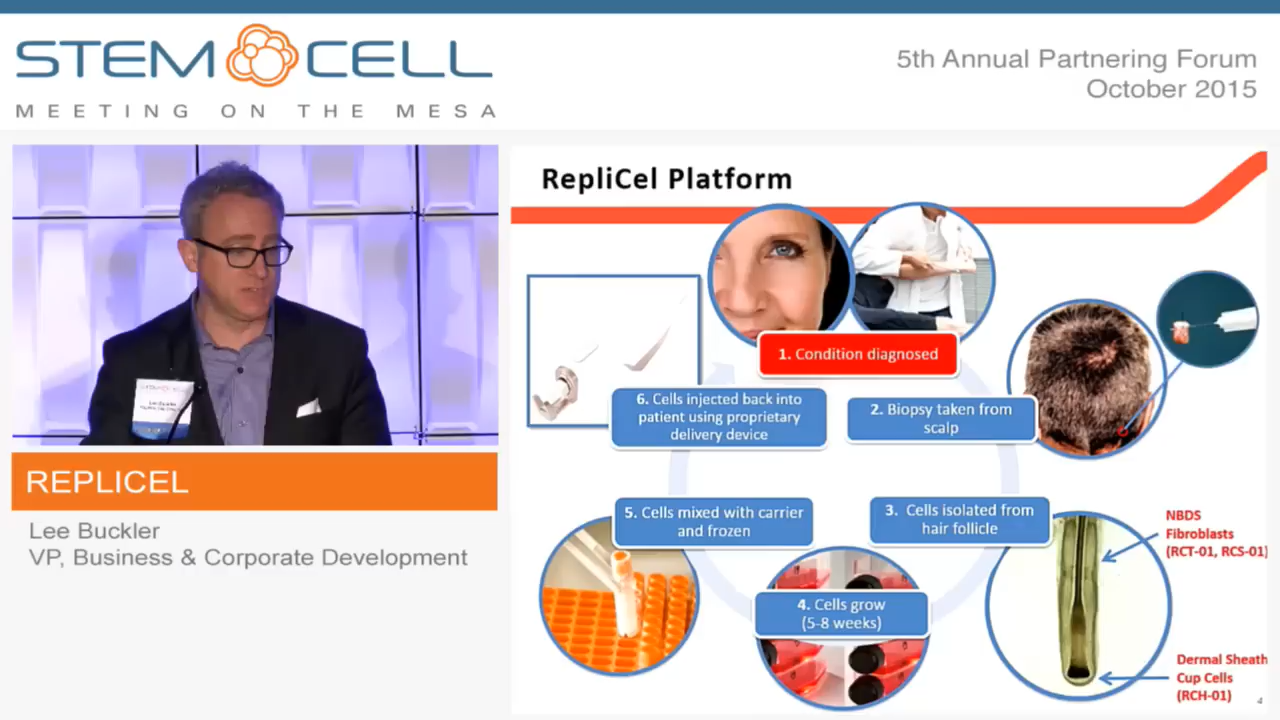 STEM CELL
MEETING ON THE MESA
5th Annual Partnering Forum
October 2015
RepliCel Platform
1. Condition diagnosed
2. Biopsy taken from
scalp
3. Cells isolated from
hair follicle
NBDS
Fibroblasts
(RCT-01, RCS-01)
Dermal Sheath
Cup Cells
(RCH-01)
4. Cells grow
(5-8 weeks)
5. Cells mixed with carrier
and frozen
6. Cells injected back into
patient using proprietary
delivery device
4
REPLICEL
Lee Buckler
VP, Business & Corporate Development